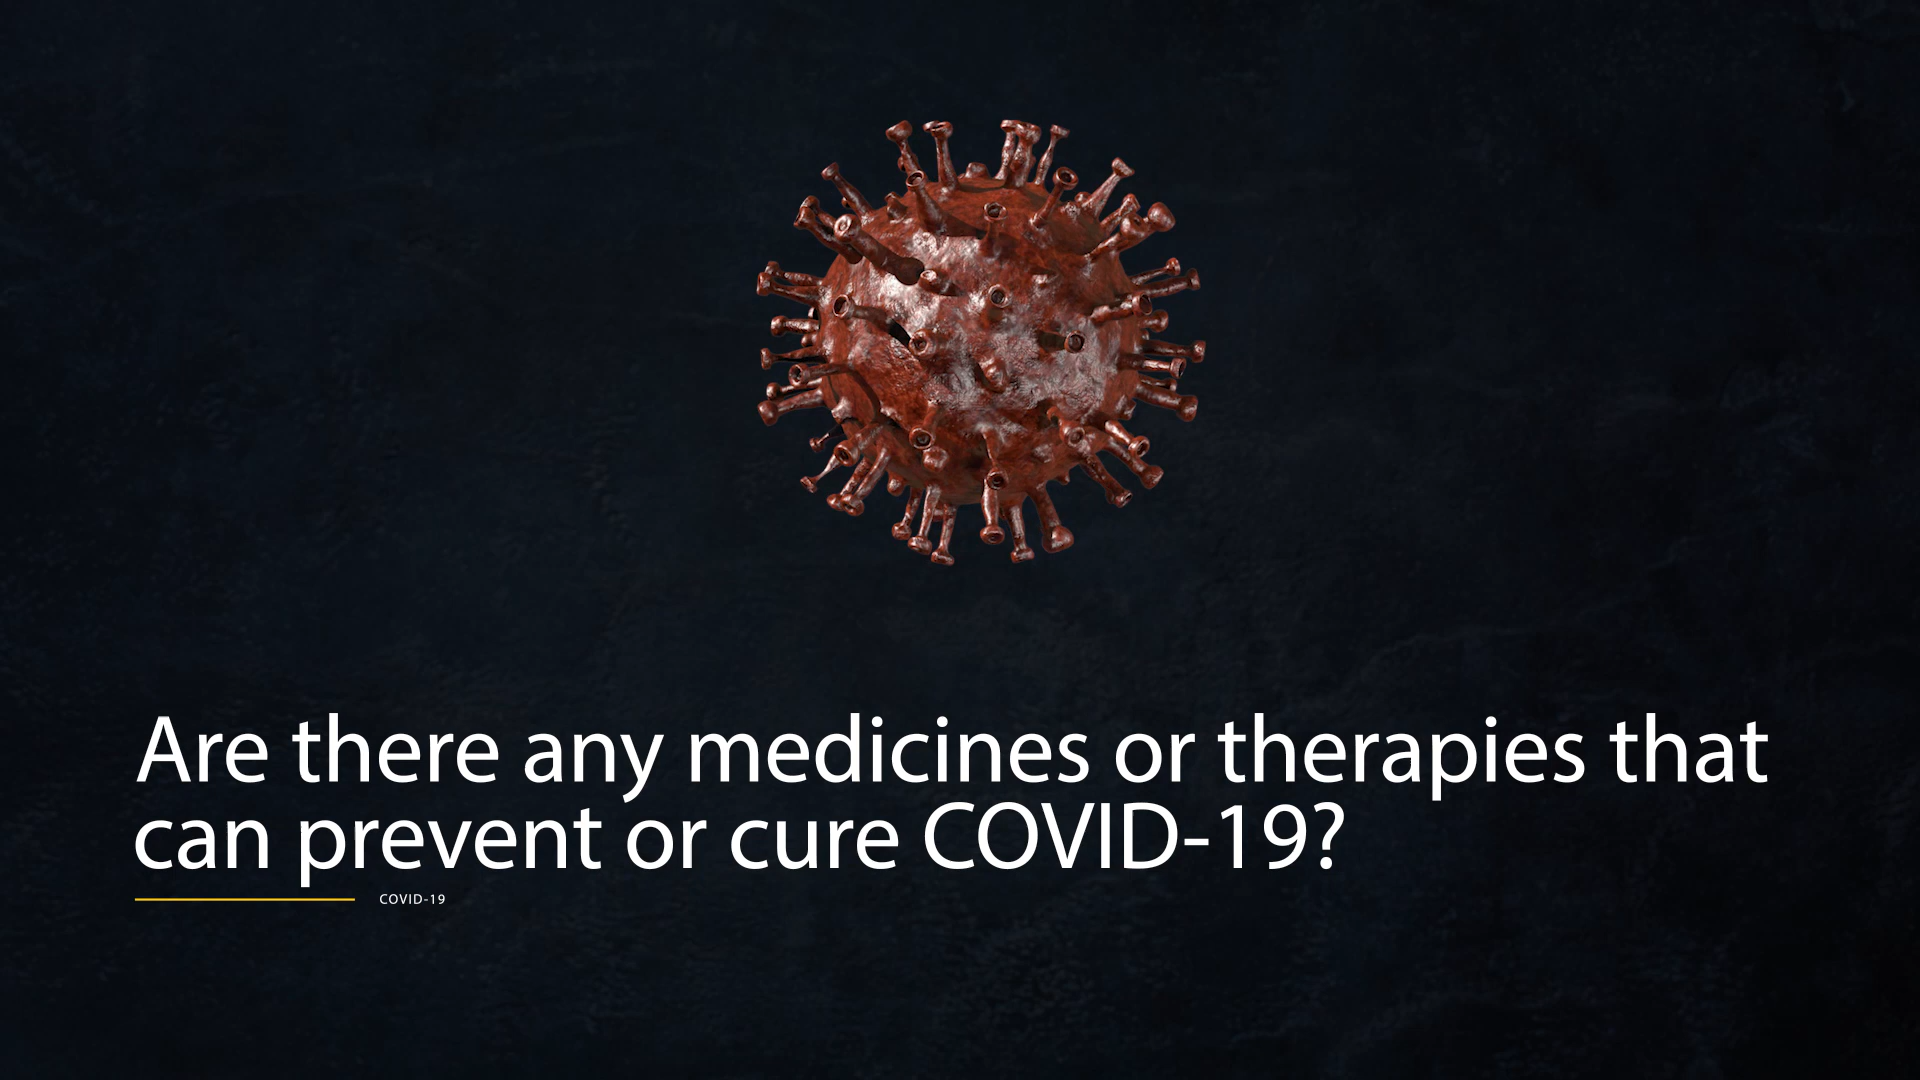 Are there any medicines or therapies that
can prevent or cure COVID-19?
COVID-19